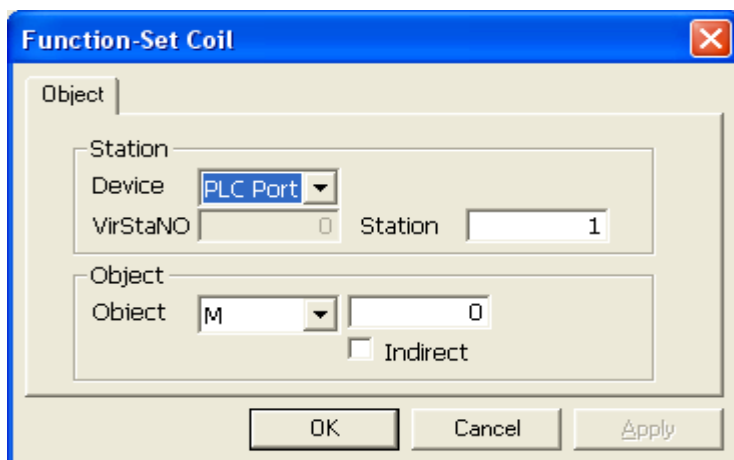 Function-Set Coil
Object
Station
Device PLC Port
VirStaNO 0 Station 1
Object
Obiect M 0
Indirect
OK Cancel Apply